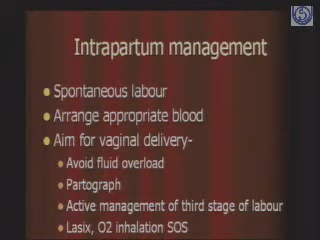 Intrapartum management
Spontaneous labour
Arrange appropriate blood
Aim for vaginal delivery-
Avoid fluid overload
Partograph
Active management of third stage of labour
Lasix, O2 inhalation SOS